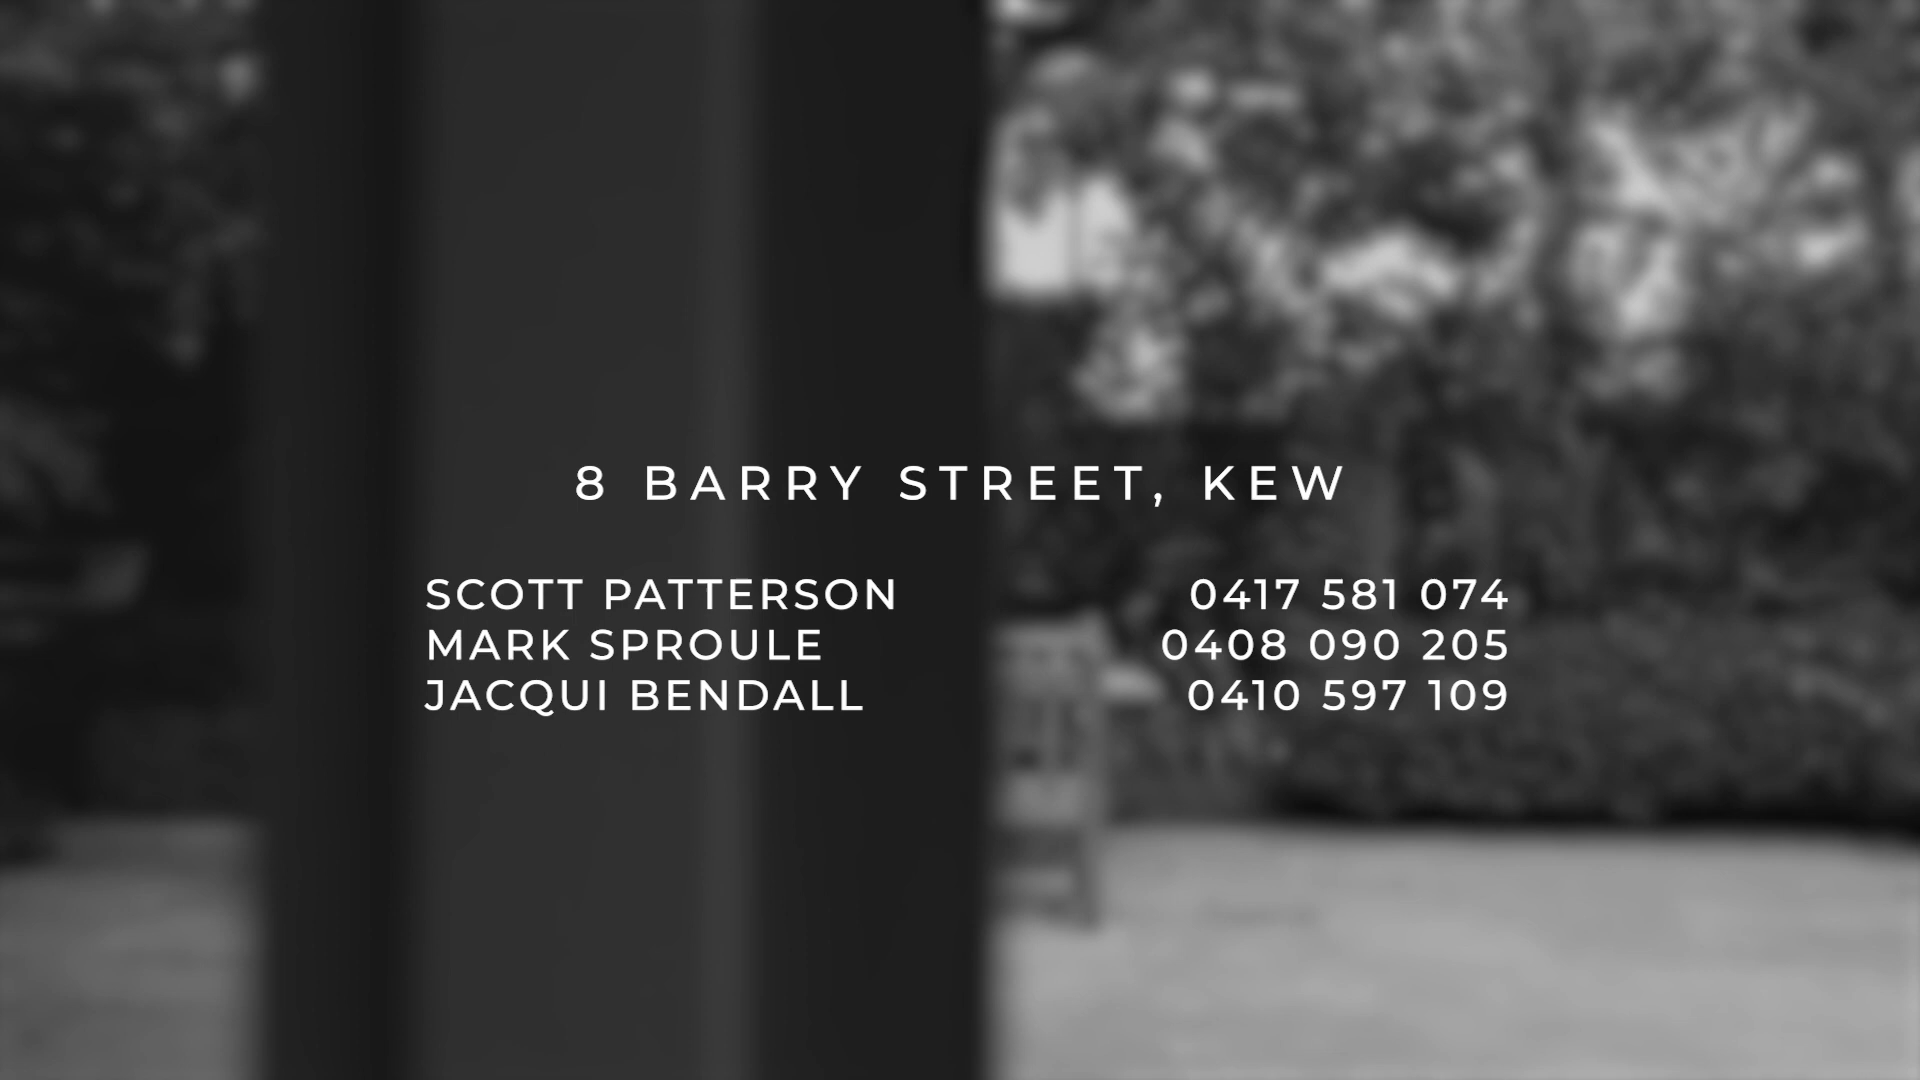 8 BARRY STREET, KEW
SCOTT PATTERSON 0417 581 074
MARK SPROULE 0408 090 205
JACQUI BENDALL 0410 597 109